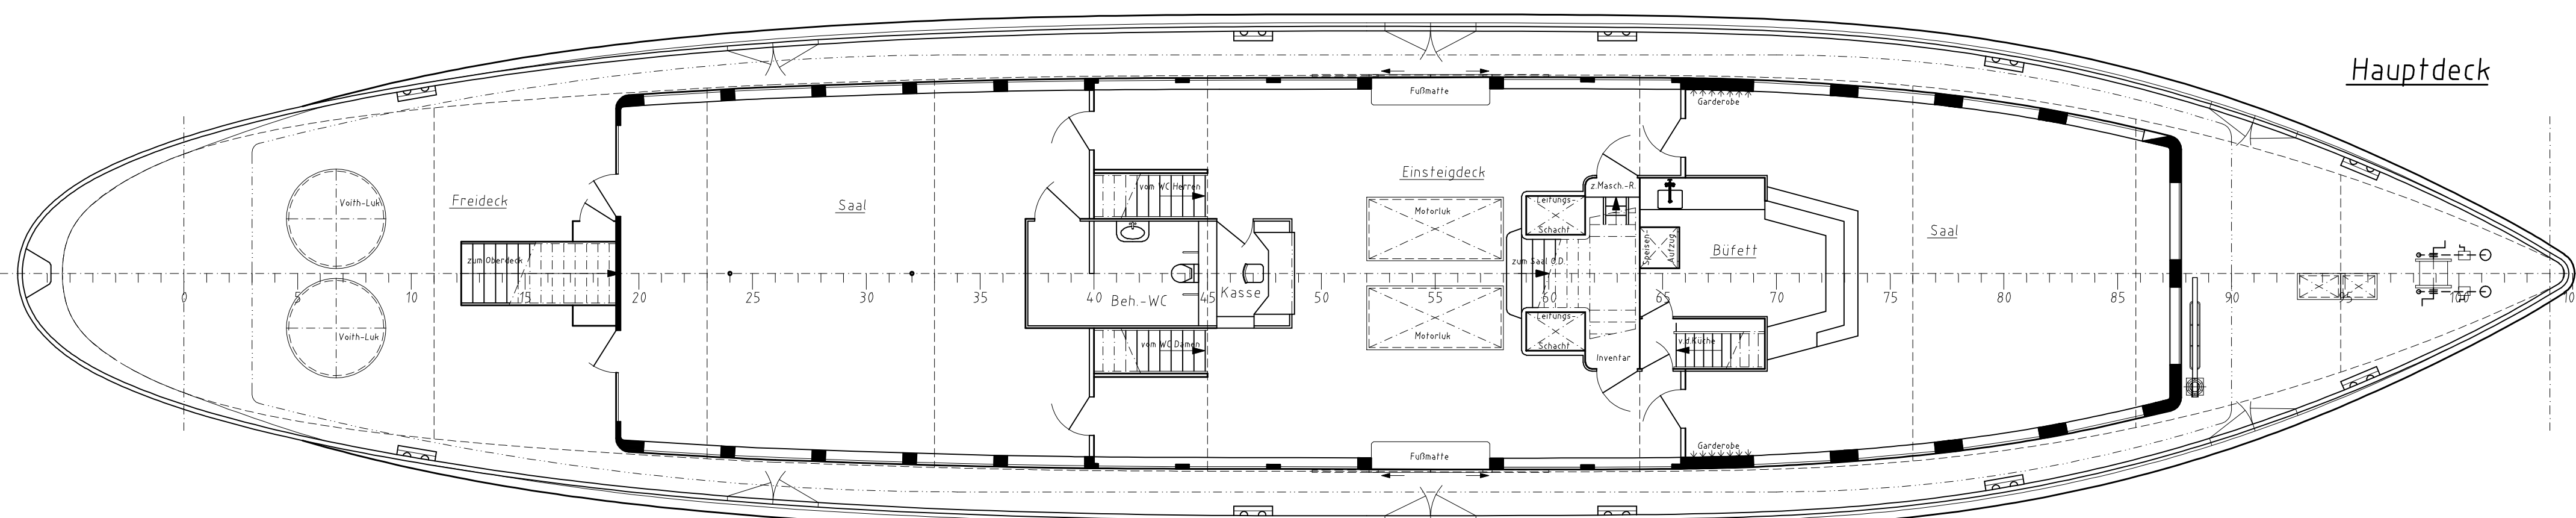 Hauptdeck
Fußmatte
Garderobe
Einsteigdeck
vom WC Herren
z.Masch.-R.
Freideck
Voith-Luk
Saal
Motorluk
Leitungs-
Schacht
Saal
Büfett
Speisen-
Aufzug
zum Oberdeck
zum Saal O.D.
0 5 10 15 20 25 30 35 40 45 50 55 60 65 70 75 80 85 90 95 100
Beh.-WC
Kasse
Voith-Luk
Motorluk
Leitungs-
Schacht
vom WC Damen
v.d.Küche
Inventar
Garderobe
Fußmatte